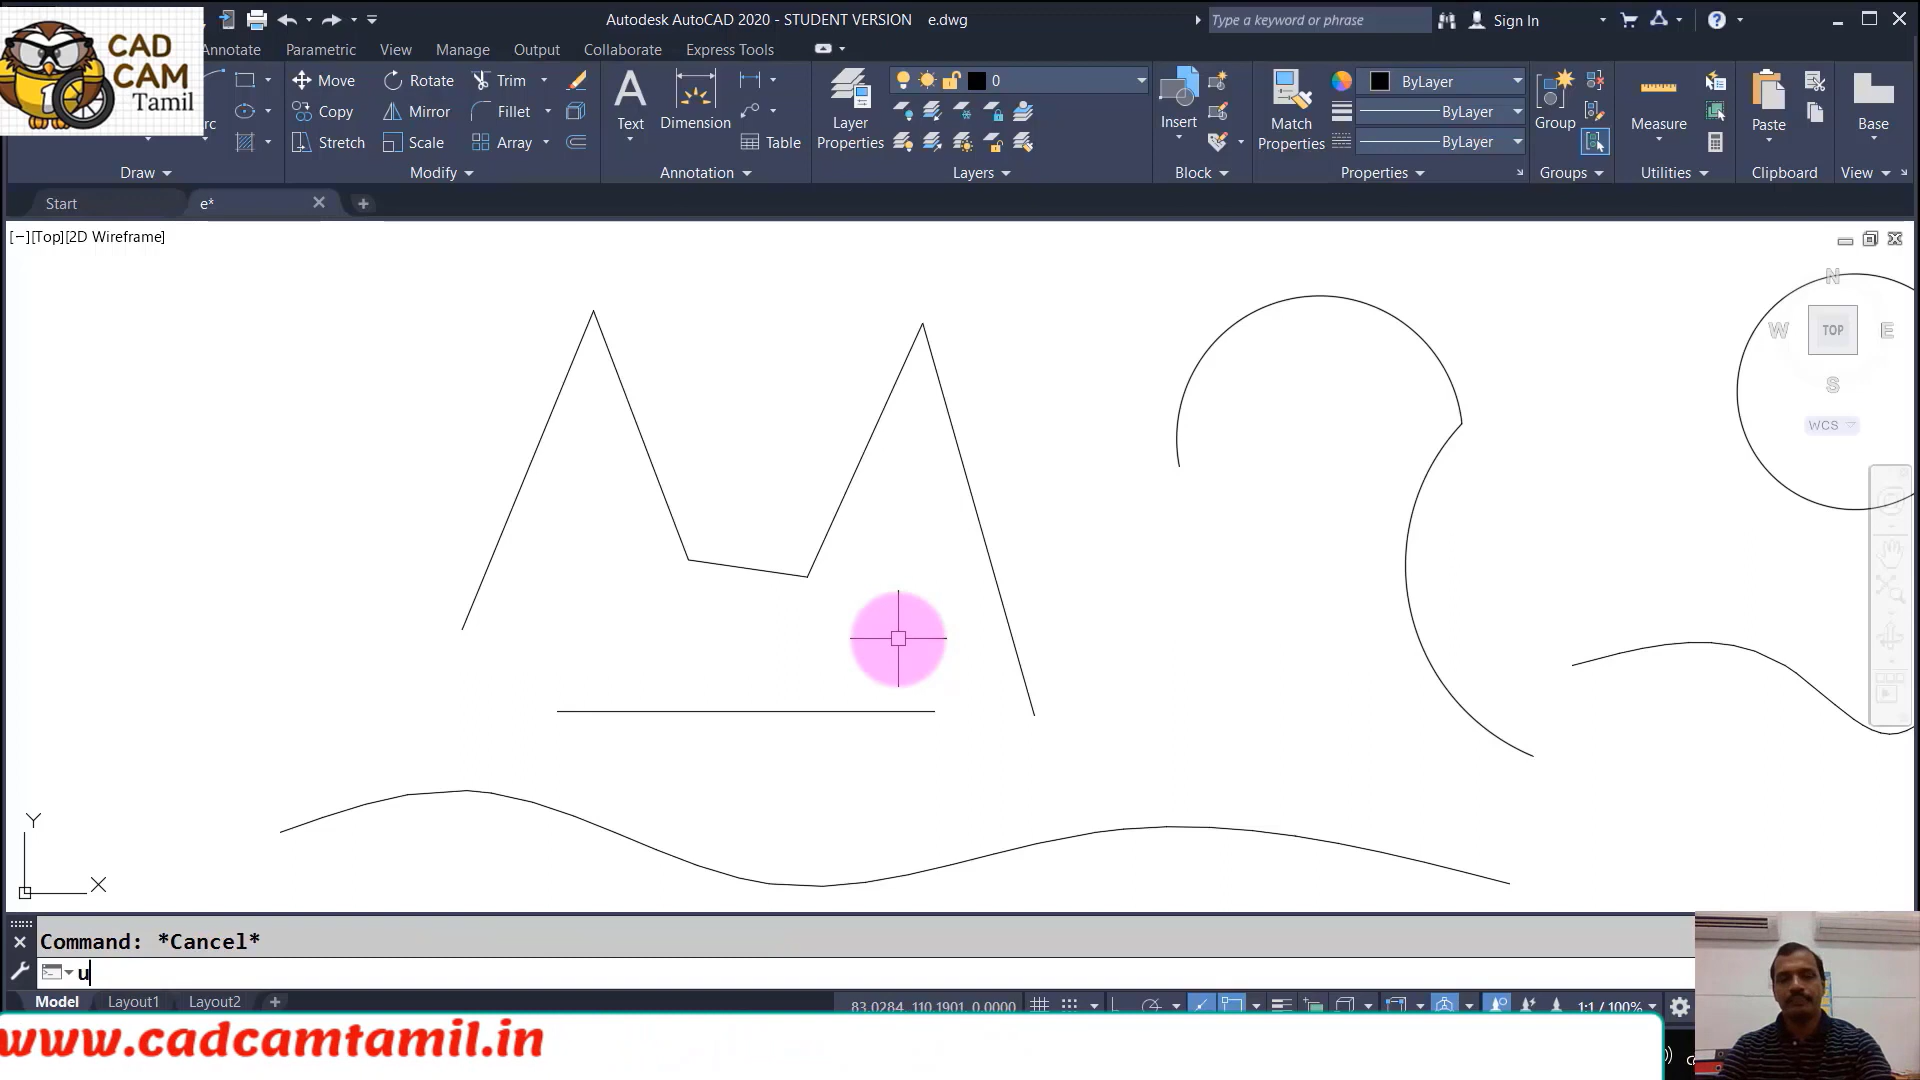 CAD
CAM
Tamil
Autodesk AutoCAD 2020 - STUDENT VERSION e.dwg
Type a keyword or phrase
Sign In
Annotate Parametric View Manage Output Collaborate Express Tools
Move Rotate Trim
Copy Mirror Fillet
Stretch Scale Array
Text Dimension
Table
Layer
Properties
0
Insert
Match
Properties
ByLayer
ByLayer
ByLayer
Group
Measure
Paste
Base
rc
Draw Modify Annotation Layers Block Properties Groups Utilities Clipboard View
Start e*
[−][Top][2D Wireframe]
N
W TOP E
S
WCS
Y
X
Command: *Cancel*
u
Model Layout1 Layout2
83.0284, 110.1901, 0.0000
1:1 / 100%
www.cadcamtamil.in